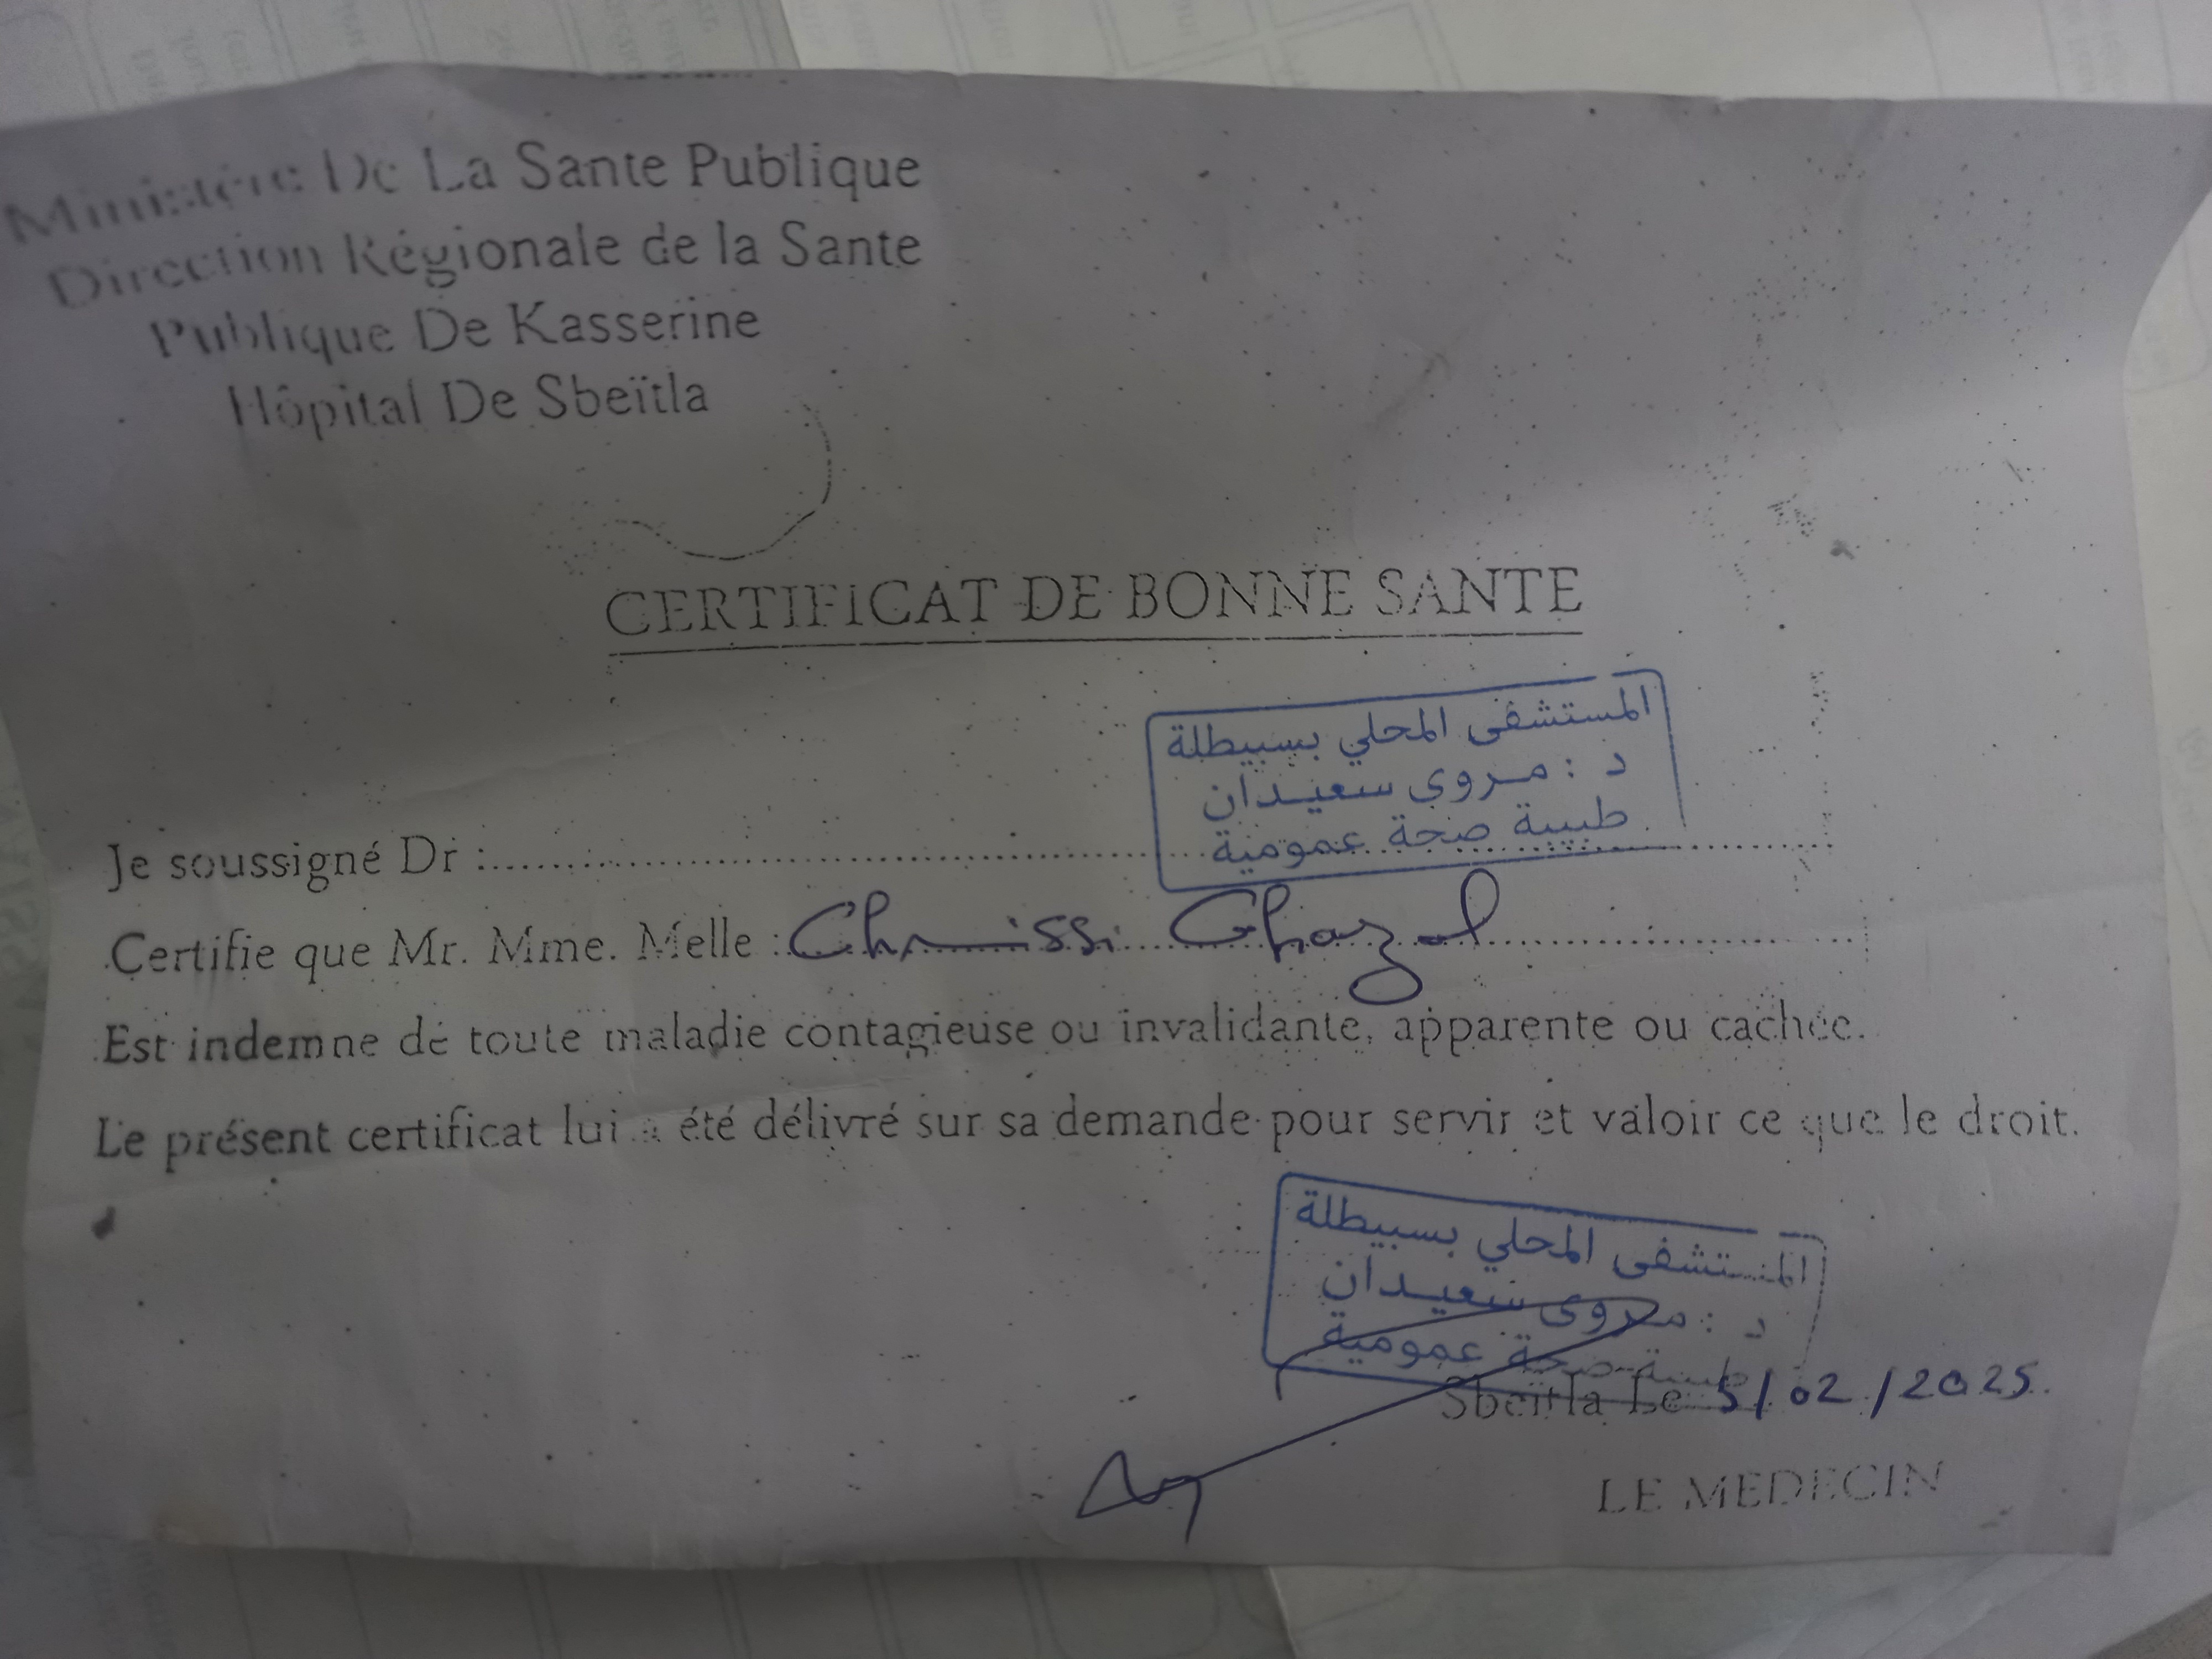 Ministère De La Sante Publique
Direction Régionale de la Sante
Publique De Kasserine
Hôpital De Sbeïtla
CERTIFICAT DE BONNE SANTE
المستشفى المحلي بسبيطلة
د : مروى سعيدان
طبيبة صحة عمومية
Je soussigné Dr :
Certifie que Mr. Mme. Melle : Chrissi Ghazal
Est indemne de toute maladie contagieuse ou invalidante, apparente ou cachée.
Le présent certificat lui a été délivré sur sa demande pour servir et valoir ce que le droit.
المستشفى المحلي بسبيطلة
د : مروى سعيدان
طبيبة صحة عمومية
Sbeïtla Le 5/02/2025.
LE MEDECIN